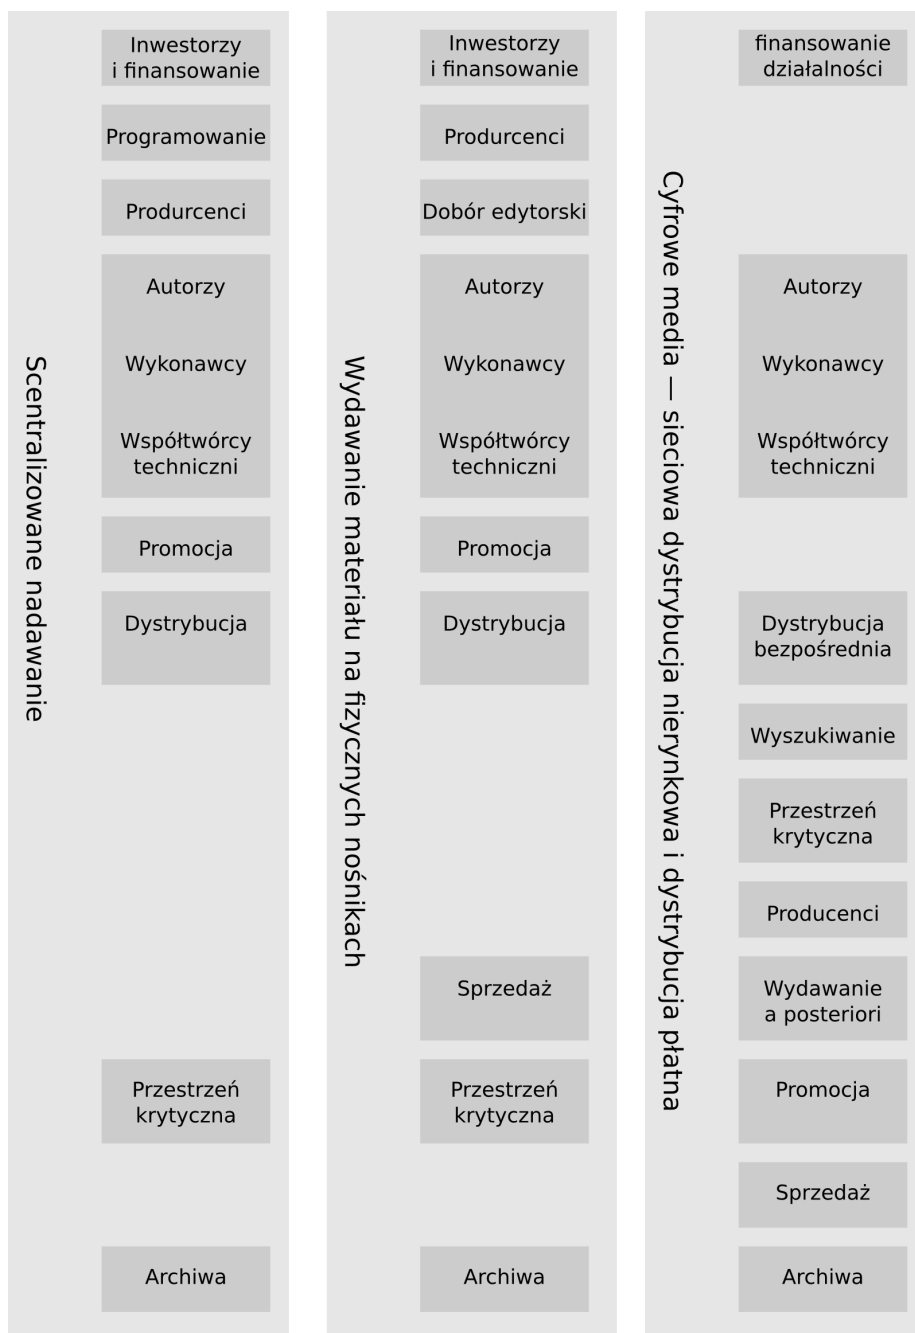 Scentralizowane nadawanie
Inwestorzy
i finansowanie
Programowanie
Produrcenci
Autorzy
Wykonawcy
Współtwórcy
techniczni
Promocja
Dystrybucja
Przestrzeń
krytyczna
Archiwa
Wydawanie materiału na fizycznych nośnikach
Inwestorzy
i finansowanie
Produrcenci
Dobór edytorski
Autorzy
Wykonawcy
Współtwórcy
techniczni
Promocja
Dystrybucja
Sprzedaż
Przestrzeń
krytyczna
Archiwa
Cyfrowe media — sieciowa dystrybucja nierynkowa i dystrybucja płatna
finansowanie
działalności
Autorzy
Wykonawcy
Współtwórcy
techniczni
Dystrybucja
bezpośrednia
Wyszukiwanie
Przestrzeń
krytyczna
Producenci
Wydawanie
a posteriori
Promocja
Sprzedaż
Archiwa